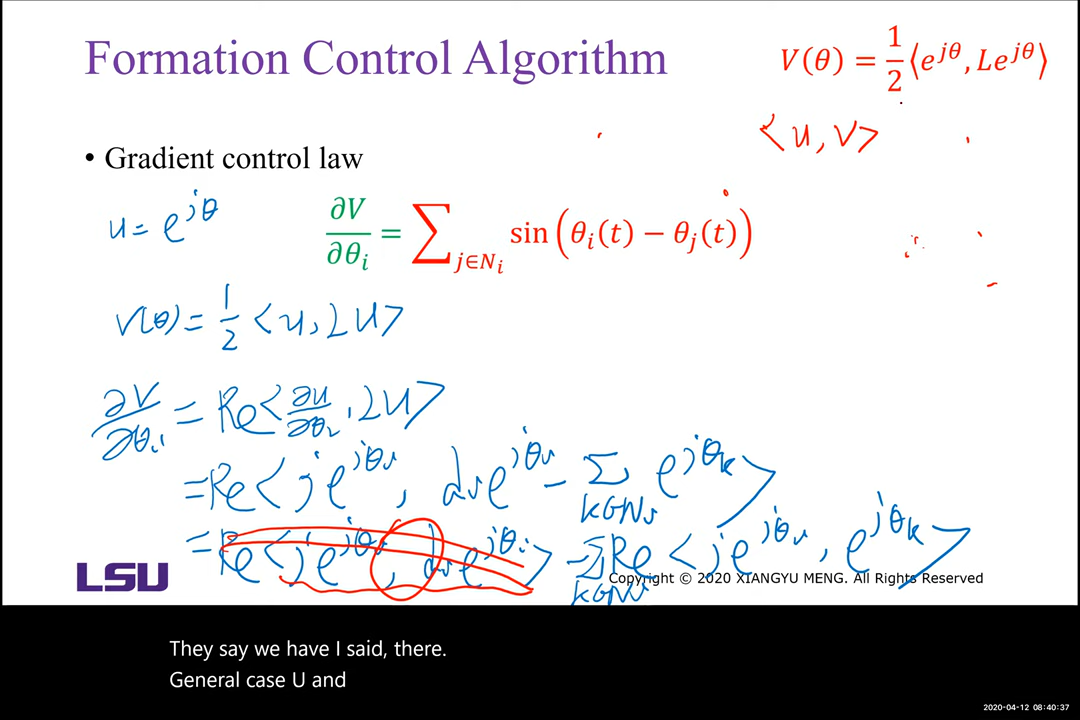 Formation Control Algorithm
V(θ) = 1/2 ⟨e^{jθ}, Le^{jθ}⟩
<u, v>
• Gradient control law
u = e^{jθ}
∂V/∂θ_i = ∑_{j∈N_i} sin(θ_i(t) − θ_j(t))
V(θ) = 1/2 <u, Lu>
∂V/∂θ_i = Re<∂u/∂θ_i, Lu>
= Re<je^{jθ_i}, d_i e^{jθ_i} − ∑_{k∈N_i} e^{jθ_k}>
= Re<je^{jθ_i}, d_i e^{jθ_i}> − ∑_{k∈N_i} Re<je^{jθ_i}, e^{jθ_k}>
LSU
Copyright © 2020 XIANGYU MENG. All Rights Reserved
They say we have I said, there.
General case U and
2020-04-12 08:40:37